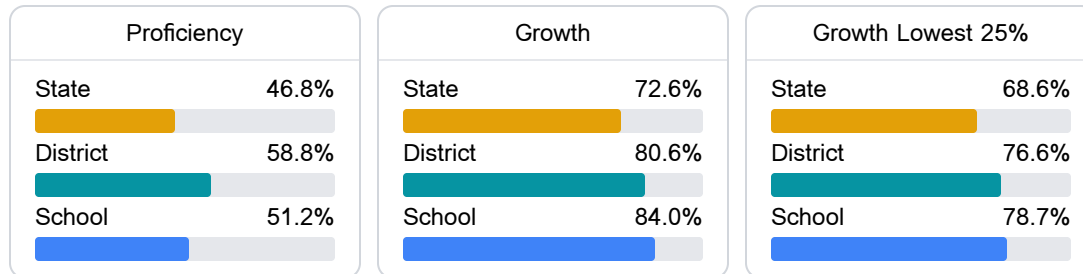 Proficiency
State 46.8%
District 58.8%
School 51.2%
Growth
State 72.6%
District 80.6%
School 84.0%
Growth Lowest 25%
State 68.6%
District 76.6%
School 78.7%